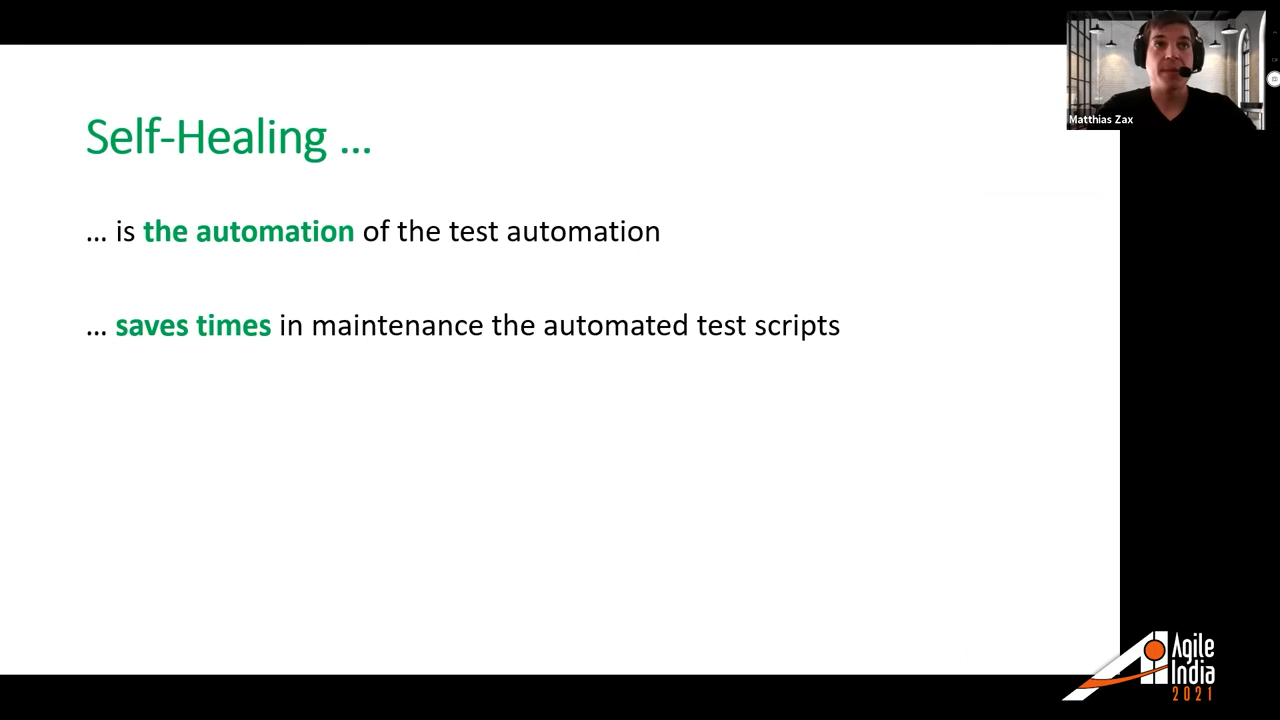 Matthias Zax
Self-Healing ...
... is the automation of the test automation
... saves times in maintenance the automated test scripts
Agile
India
2021